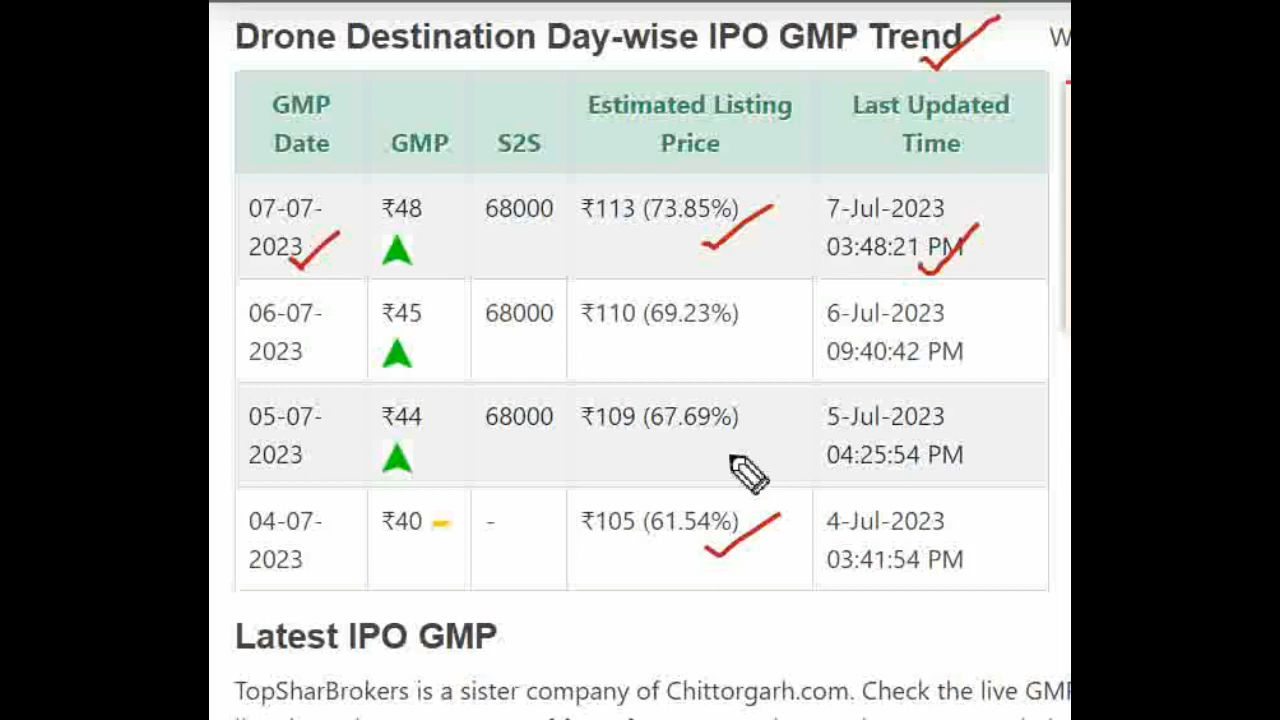 Drone Destination Day-wise IPO GMP Trend
W
GMP Date
GMP
S2S
Estimated Listing Price
Last Updated Time
07-07-2023
₹48
68000
₹113 (73.85%)
7-Jul-2023 03:48:21 PM
06-07-2023
₹45
68000
₹110 (69.23%)
6-Jul-2023 09:40:42 PM
05-07-2023
₹44
68000
₹109 (67.69%)
5-Jul-2023 04:25:54 PM
04-07-2023
₹40
-
₹105 (61.54%)
4-Jul-2023 03:41:54 PM
Latest IPO GMP
TopSharBrokers is a sister company of Chittorgarh.com. Check the live GMP